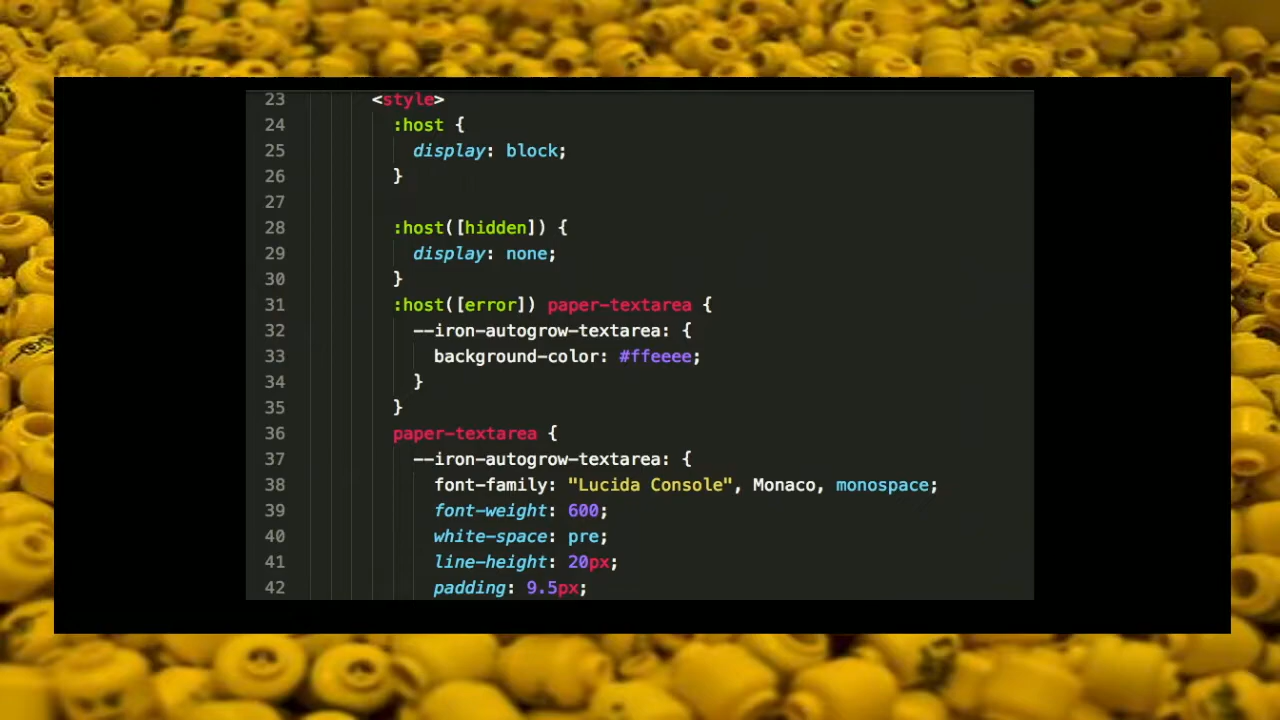 23 <style>
24 :host {
25 display: block;
26 }
27
28 :host([hidden]) {
29 display: none;
30 }
31 :host([error]) paper-textarea {
32 --iron-autogrow-textarea: {
33 background-color: #ffeeee;
34 }
35 }
36 paper-textarea {
37 --iron-autogrow-textarea: {
38 font-family: "Lucida Console", Monaco, monospace;
39 font-weight: 600;
40 white-space: pre;
41 line-height: 20px;
42 padding: 9.5px;